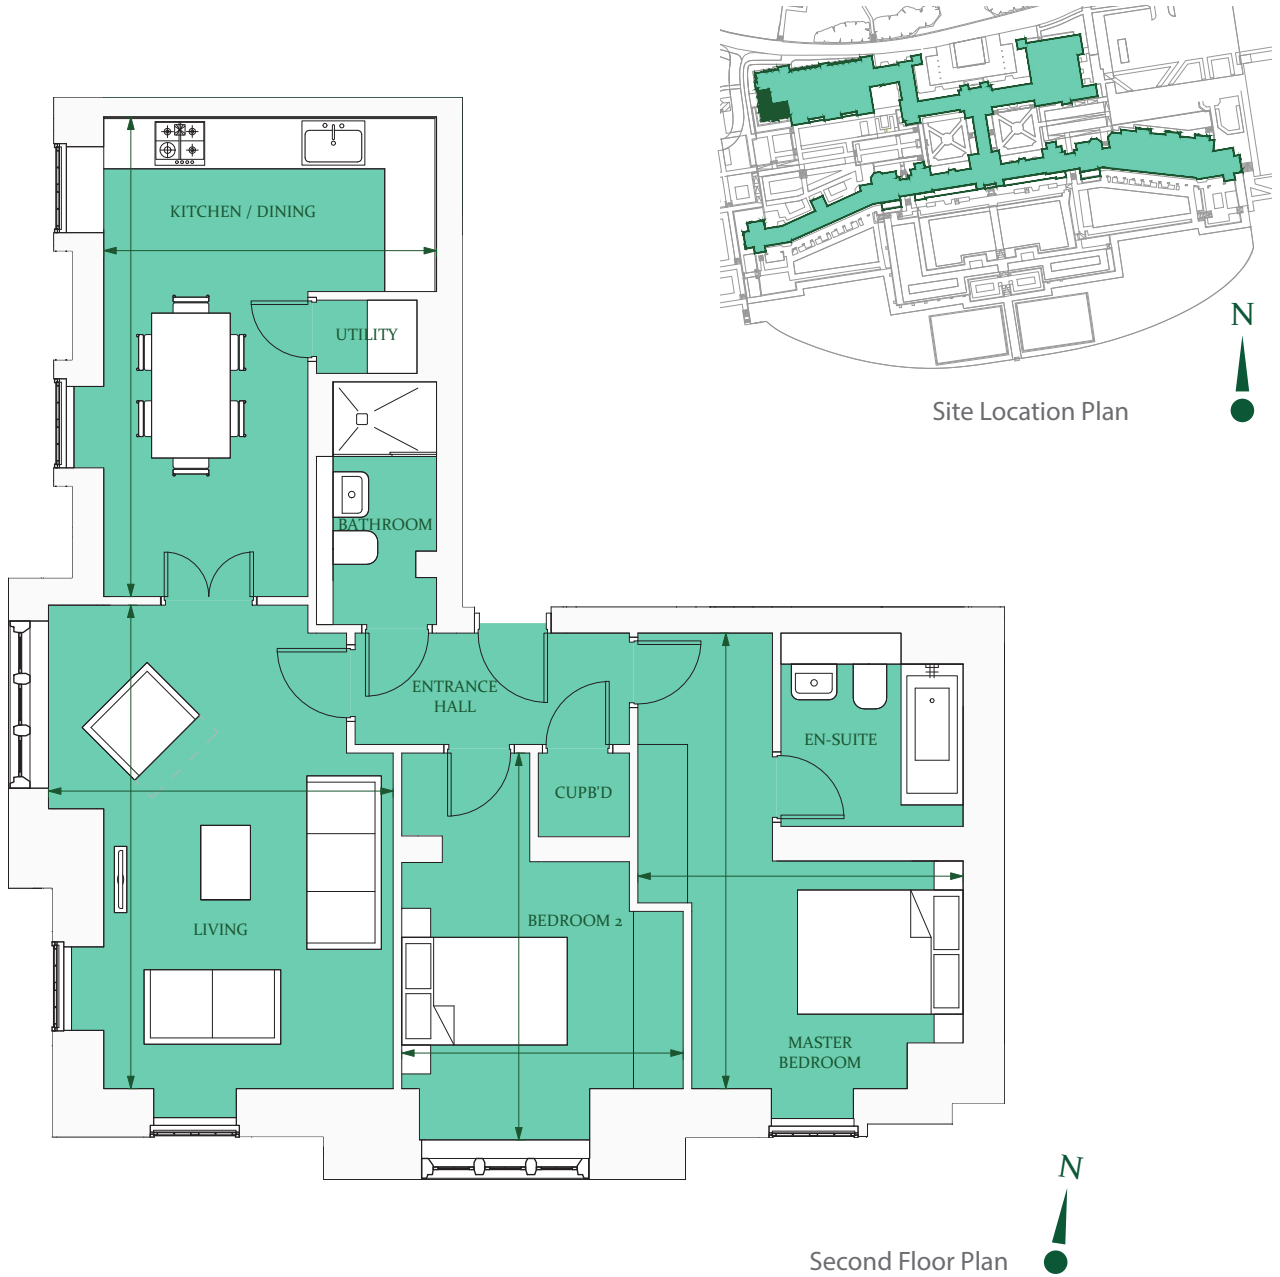 KITCHEN / DINING
UTILITY
N
Site Location Plan
BATHROOM
ENTRANCE
HALL
EN-SUITE
CUPB'D
LIVING
BEDROOM 2
MASTER
BEDROOM
N
Second Floor Plan